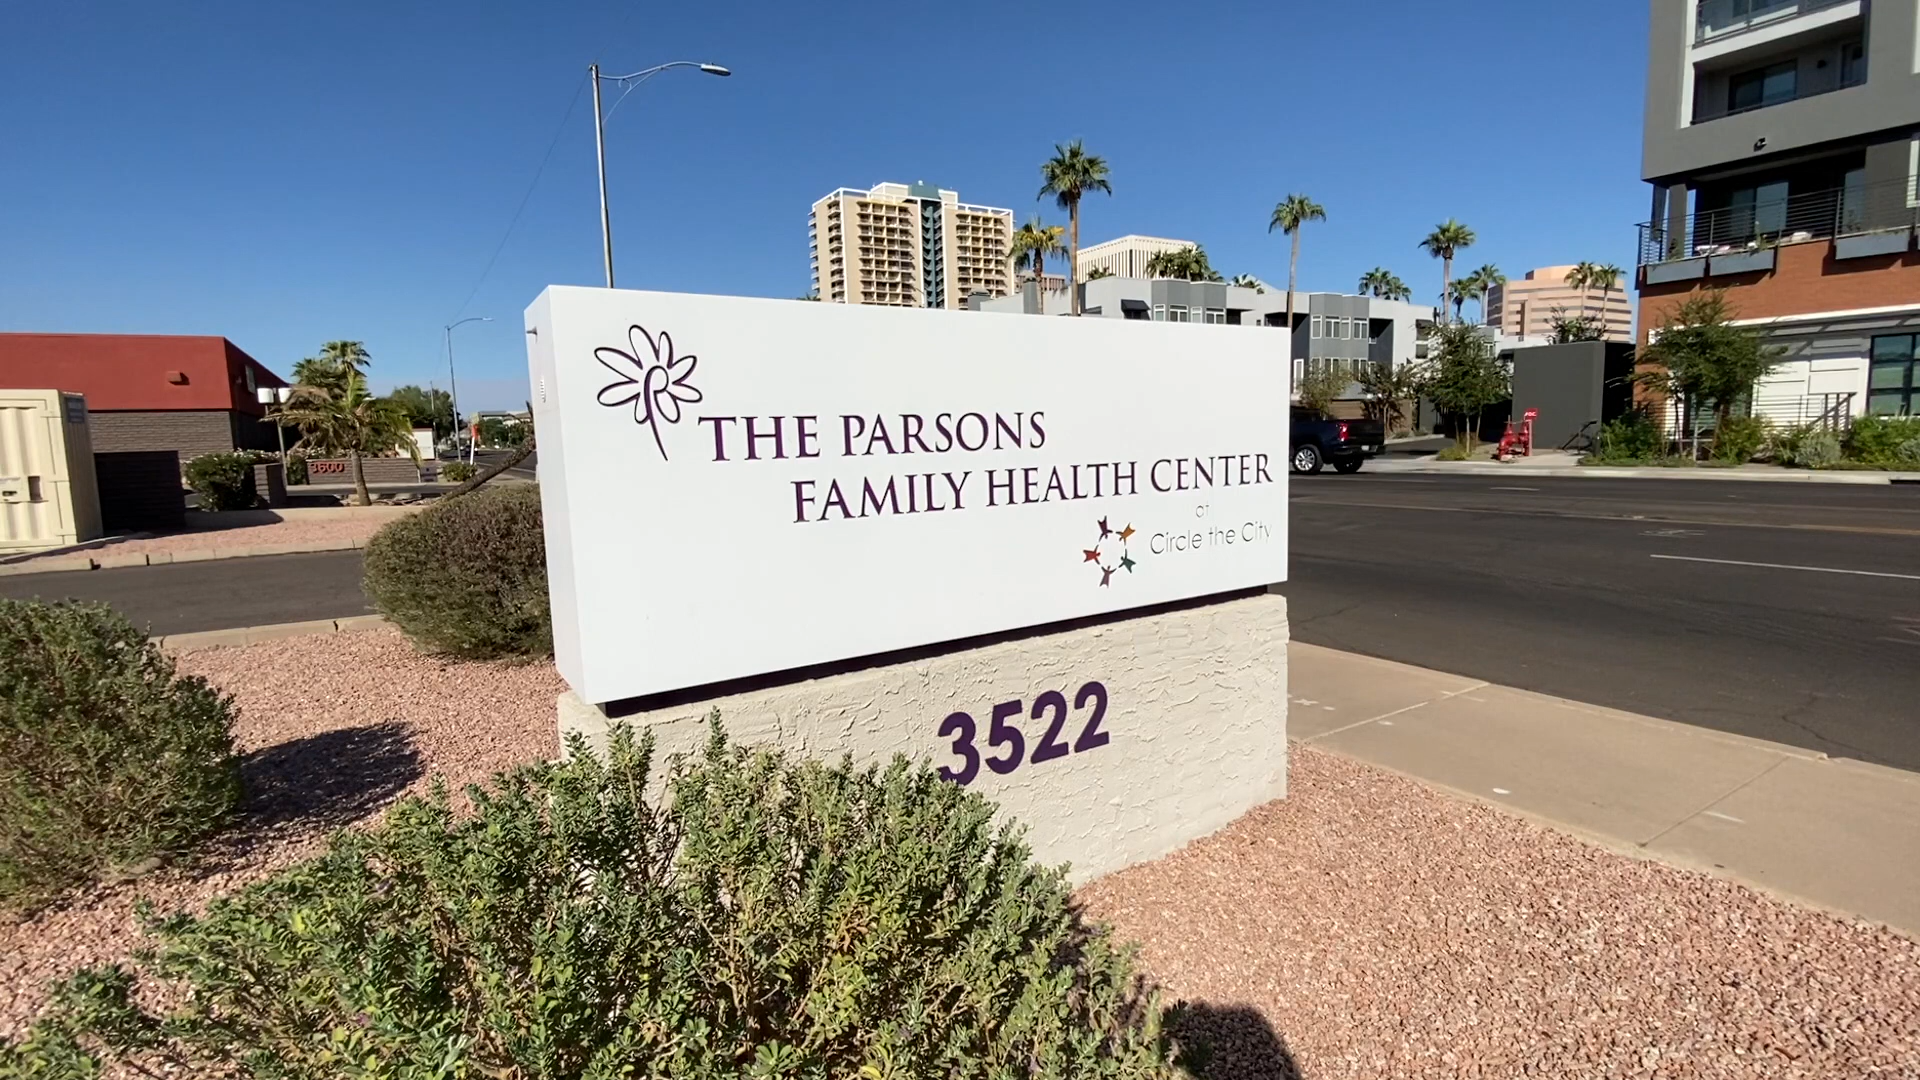 THE PARSONS
FAMILY HEALTH CENTER
at
Circle the City
3522
3600